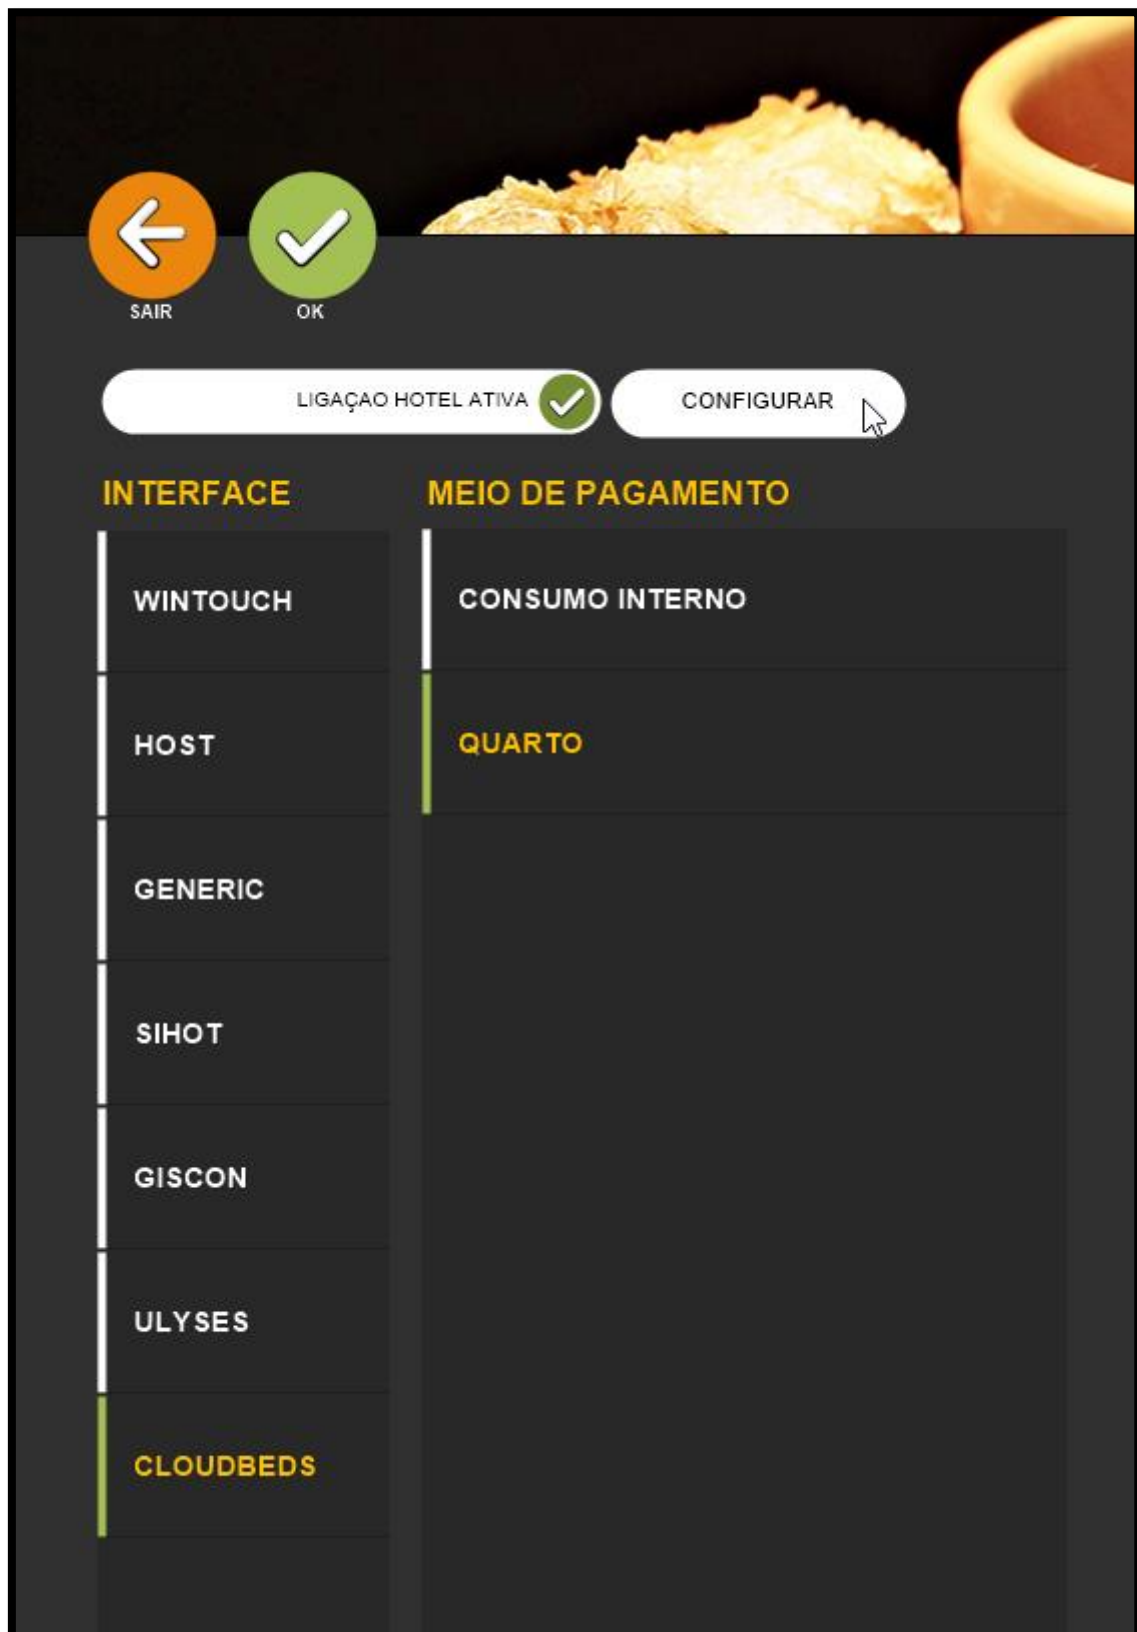 SAIR
OK
LIGAÇAO HOTEL ATIVA
CONFIGURAR
INTERFACE
MEIO DE PAGAMENTO
WINTOUCH
CONSUMO INTERNO
HOST
QUARTO
GENERIC
SIHOT
GISCON
ULYSES
CLOUDBEDS